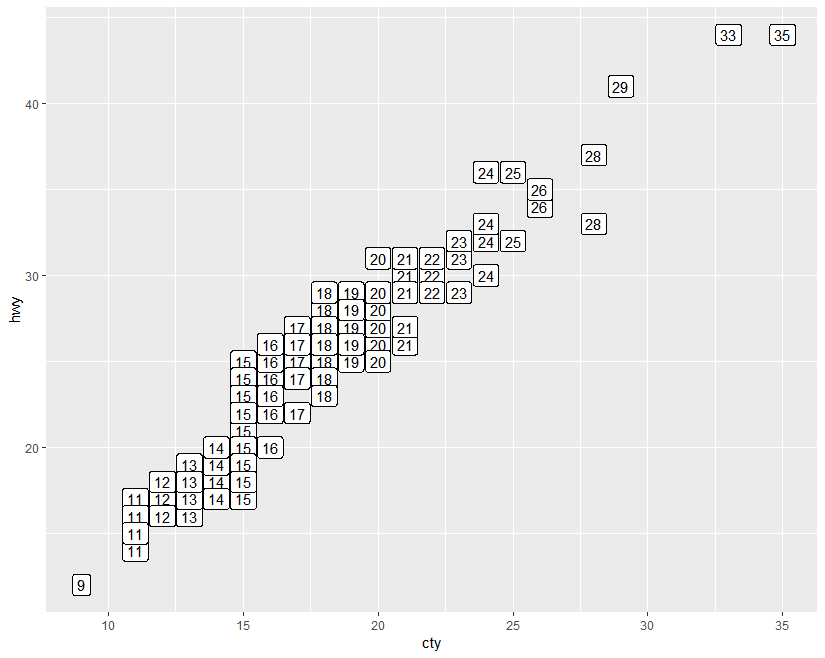 33 35
29
40
28
24 25
26
26
24 28
23 24 25
20 21 22 23
30 21 22 24
18 19 20 21 22 23
18 19 20
17 18 19 20 21
16 17 18 19 20 21
15 16 17 18 19 20
15 16 17 18
15 16 18
15 16 17
15
20 14 15 16
13 14 15
12 13 14 15
11 12 13 14 15
11 12 13
11
11
9
10 15 20 25 30 35
cty
hwy